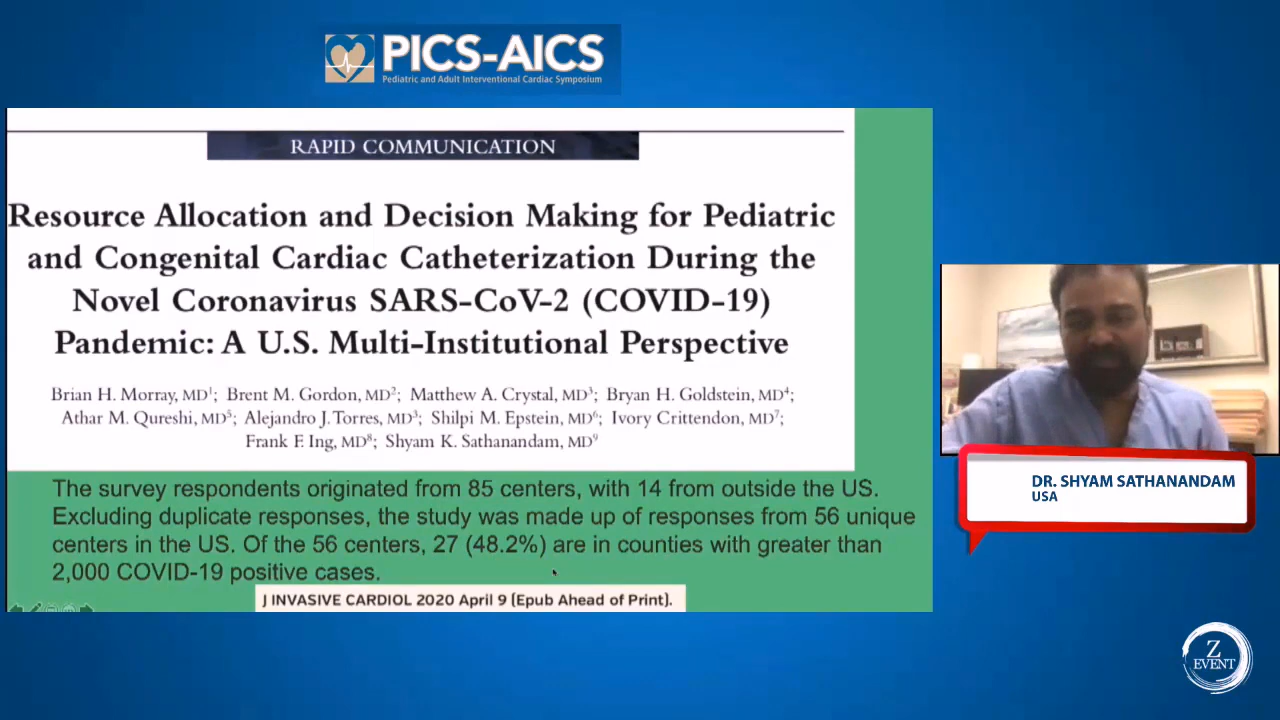 PICS-AICS
Pediatric and Adult Interventional Cardiac Symposium
RAPID COMMUNICATION
Resource Allocation and Decision Making for Pediatric
and Congenital Cardiac Catheterization During the
Novel Coronavirus SARS-CoV-2 (COVID-19)
Pandemic: A U.S. Multi-Institutional Perspective
Brian H. Morray, MD¹; Brent M. Gordon, MD²; Matthew A. Crystal, MD³; Bryan H. Goldstein, MD⁴;
Athar M. Qureshi, MD⁵; Alejandro J. Torres, MD³; Shilpi M. Epstein, MD⁶; Ivory Crittendon, MD⁷;
Frank F. Ing, MD⁸; Shyam K. Sathanandam, MD⁹
The survey respondents originated from 85 centers, with 14 from outside the US.
Excluding duplicate responses, the study was made up of responses from 56 unique
centers in the US. Of the 56 centers, 27 (48.2%) are in counties with greater than
2,000 COVID-19 positive cases.
J INVASIVE CARDIOL 2020 April 9 (Epub Ahead of Print).
DR. SHYAM SATHANANDAM
USA
Z
EVENT